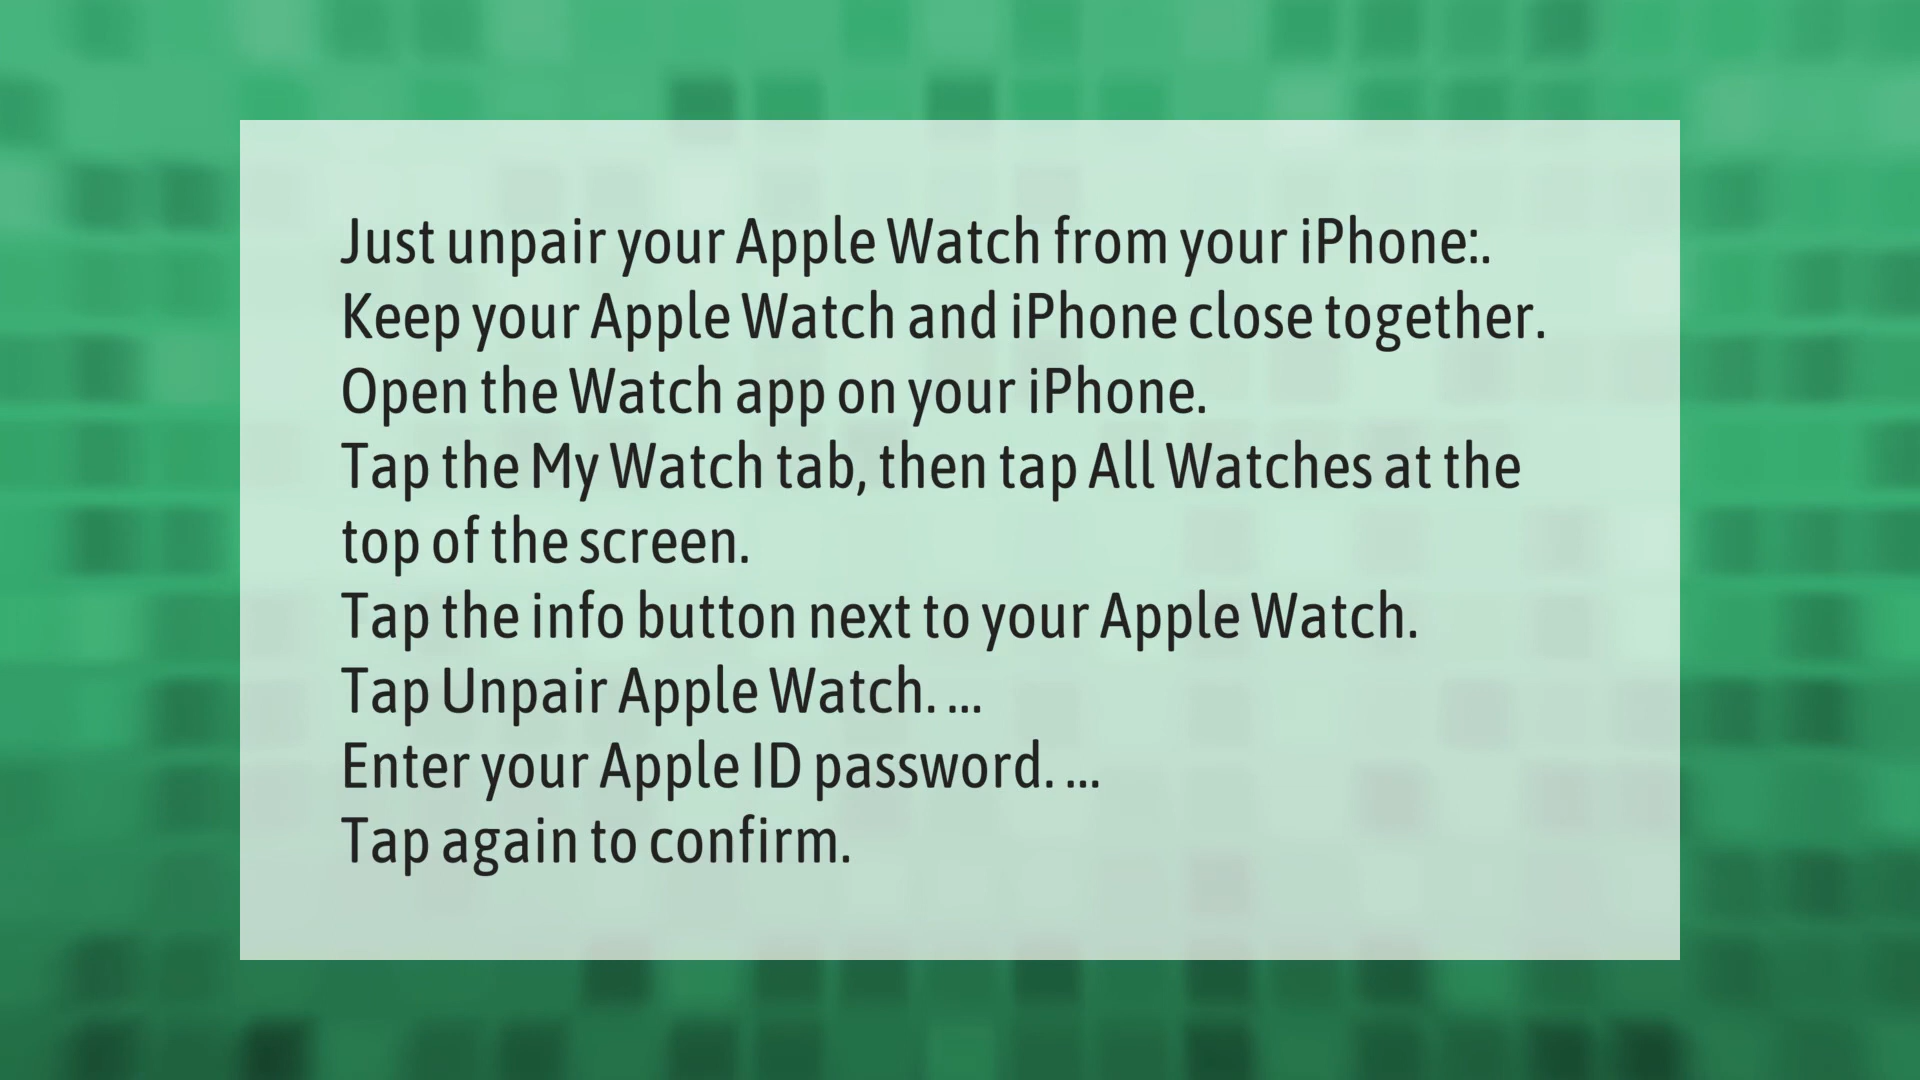 Just unpair your Apple Watch from your iPhone:.
Keep your Apple Watch and iPhone close together.
Open the Watch app on your iPhone.
Tap the My Watch tab, then tap All Watches at the
top of the screen.
Tap the info button next to your Apple Watch.
Tap Unpair Apple Watch. ...
Enter your Apple ID password. ...
Tap again to confirm.